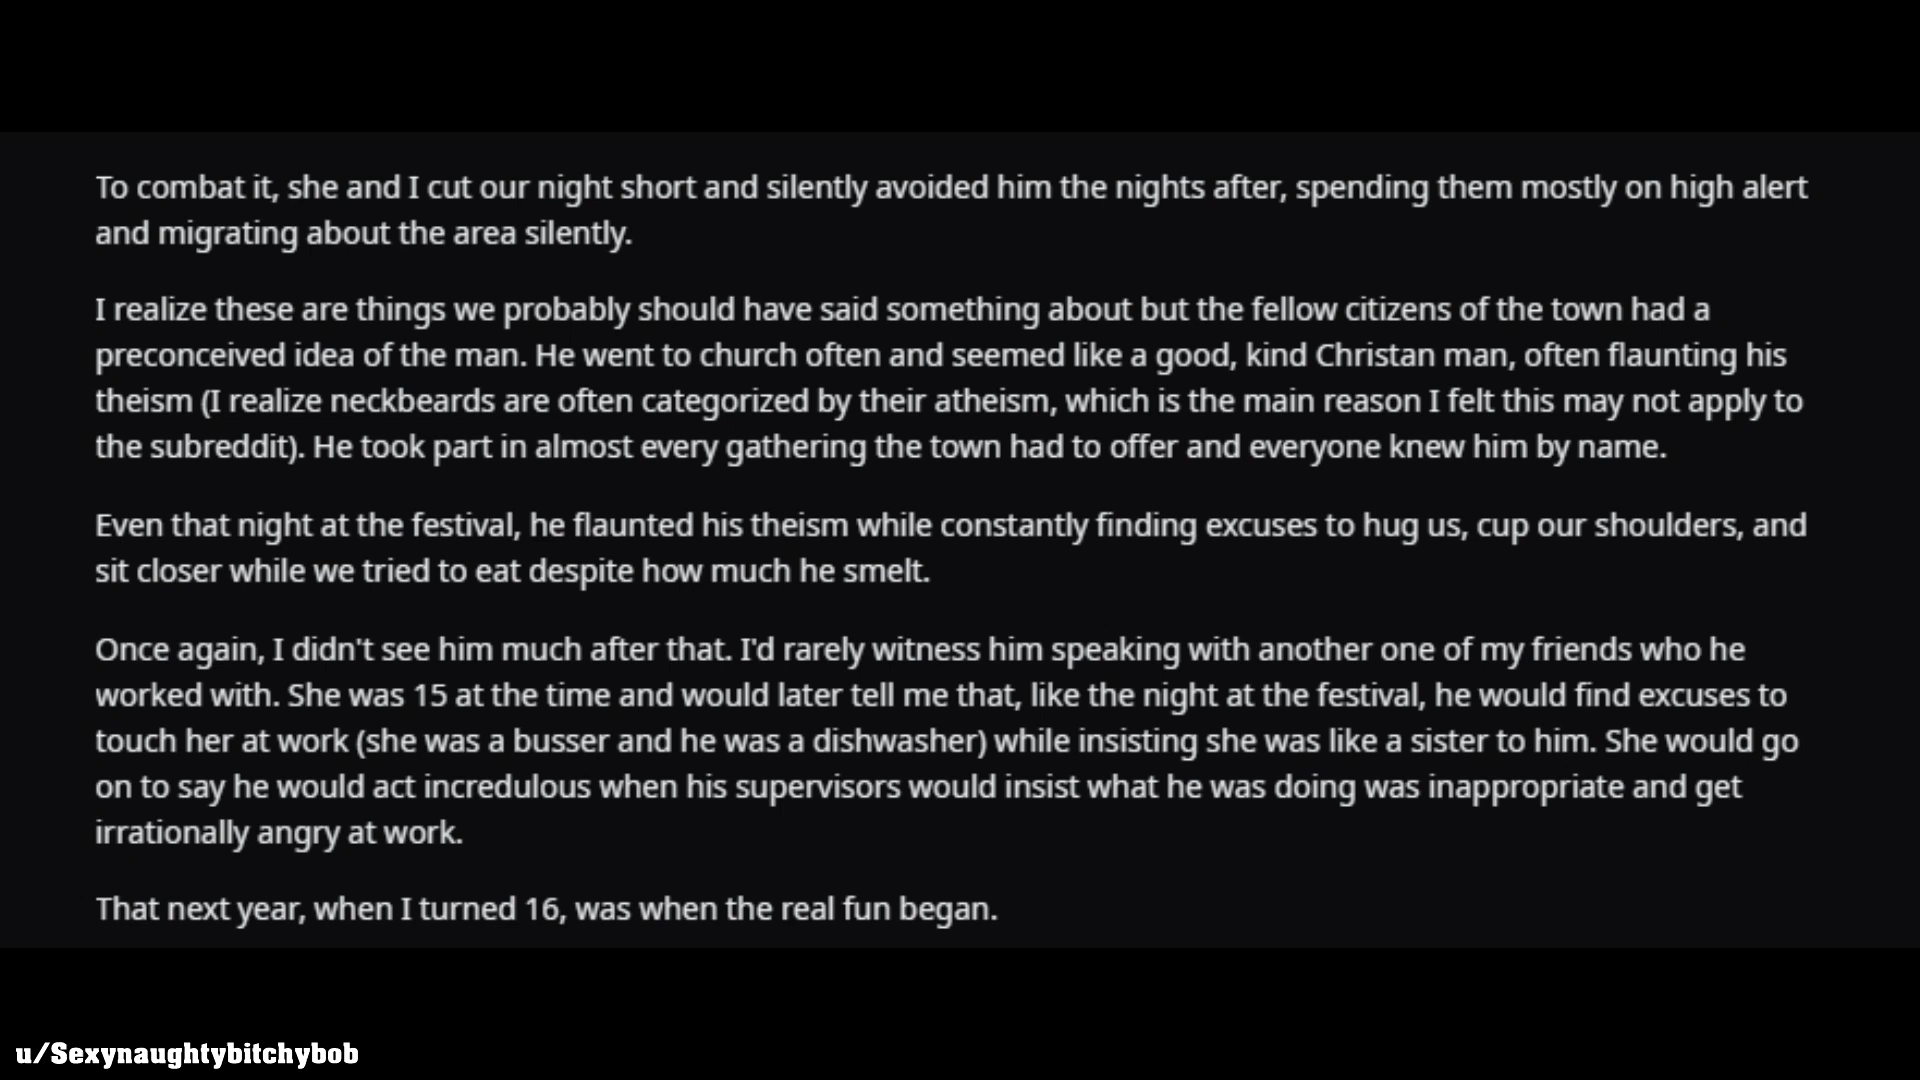 To combat it, she and I cut our night short and silently avoided him the nights after, spending them mostly on high alert
and migrating about the area silently.
I realize these are things we probably should have said something about but the fellow citizens of the town had a
preconceived idea of the man. He went to church often and seemed like a good, kind Christan man, often flaunting his
theism (I realize neckbeards are often categorized by their atheism, which is the main reason I felt this may not apply to
the subreddit). He took part in almost every gathering the town had to offer and everyone knew him by name.
Even that night at the festival, he flaunted his theism while constantly finding excuses to hug us, cup our shoulders, and
sit closer while we tried to eat despite how much he smelt.
Once again, I didn't see him much after that. I'd rarely witness him speaking with another one of my friends who he
worked with. She was 15 at the time and would later tell me that, like the night at the festival, he would find excuses to
touch her at work (she was a busser and he was a dishwasher) while insisting she was like a sister to him. She would go
on to say he would act incredulous when his supervisors would insist what he was doing was inappropriate and get
irrationally angry at work.
That next year, when I turned 16, was when the real fun began.
u/Sexynaughtybitchybob